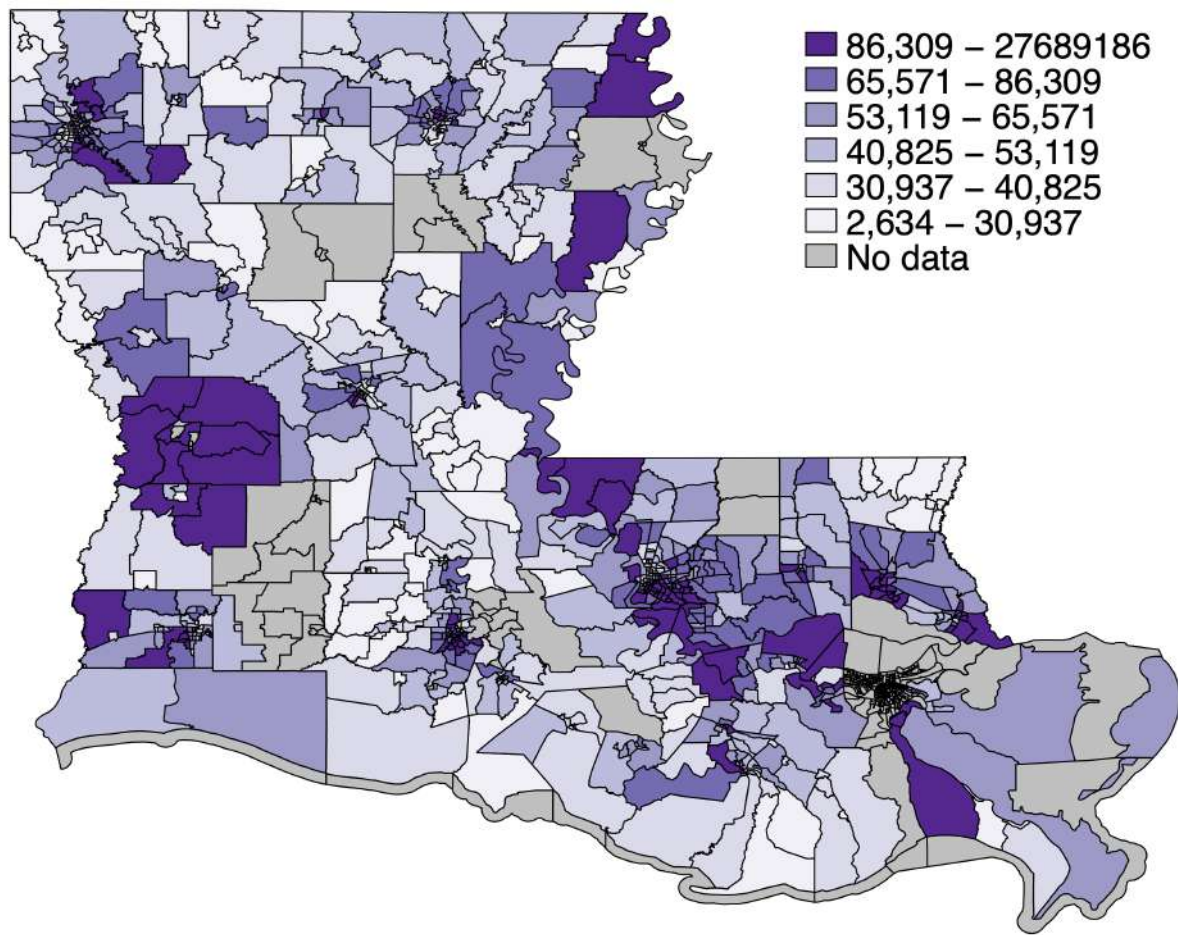 86,309 – 27689186
65,571 – 86,309
53,119 – 65,571
40,825 – 53,119
30,937 – 40,825
2,634 – 30,937
No data